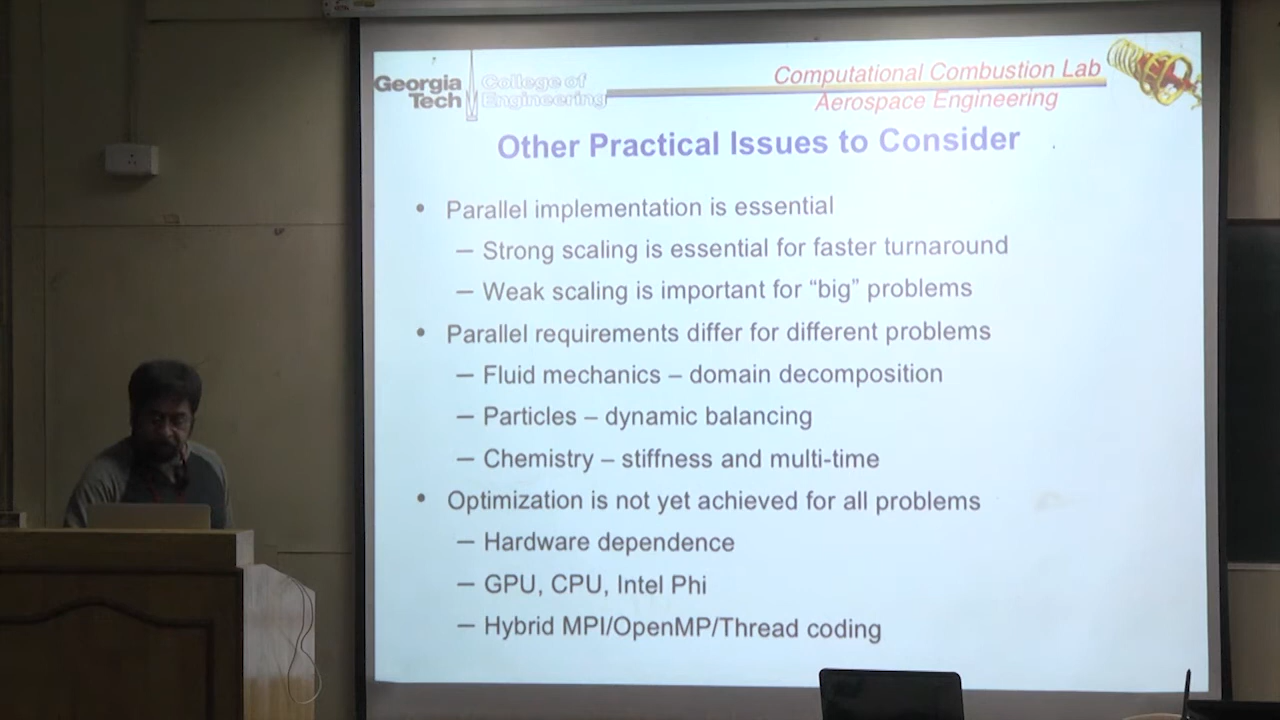 Georgia Tech
College of Engineering
Computational Combustion Lab
Aerospace Engineering
Other Practical Issues to Consider
• Parallel implementation is essential
– Strong scaling is essential for faster turnaround
– Weak scaling is important for “big” problems
• Parallel requirements differ for different problems
– Fluid mechanics – domain decomposition
– Particles – dynamic balancing
– Chemistry – stiffness and multi-time
• Optimization is not yet achieved for all problems
– Hardware dependence
– GPU, CPU, Intel Phi
– Hybrid MPI/OpenMP/Thread coding